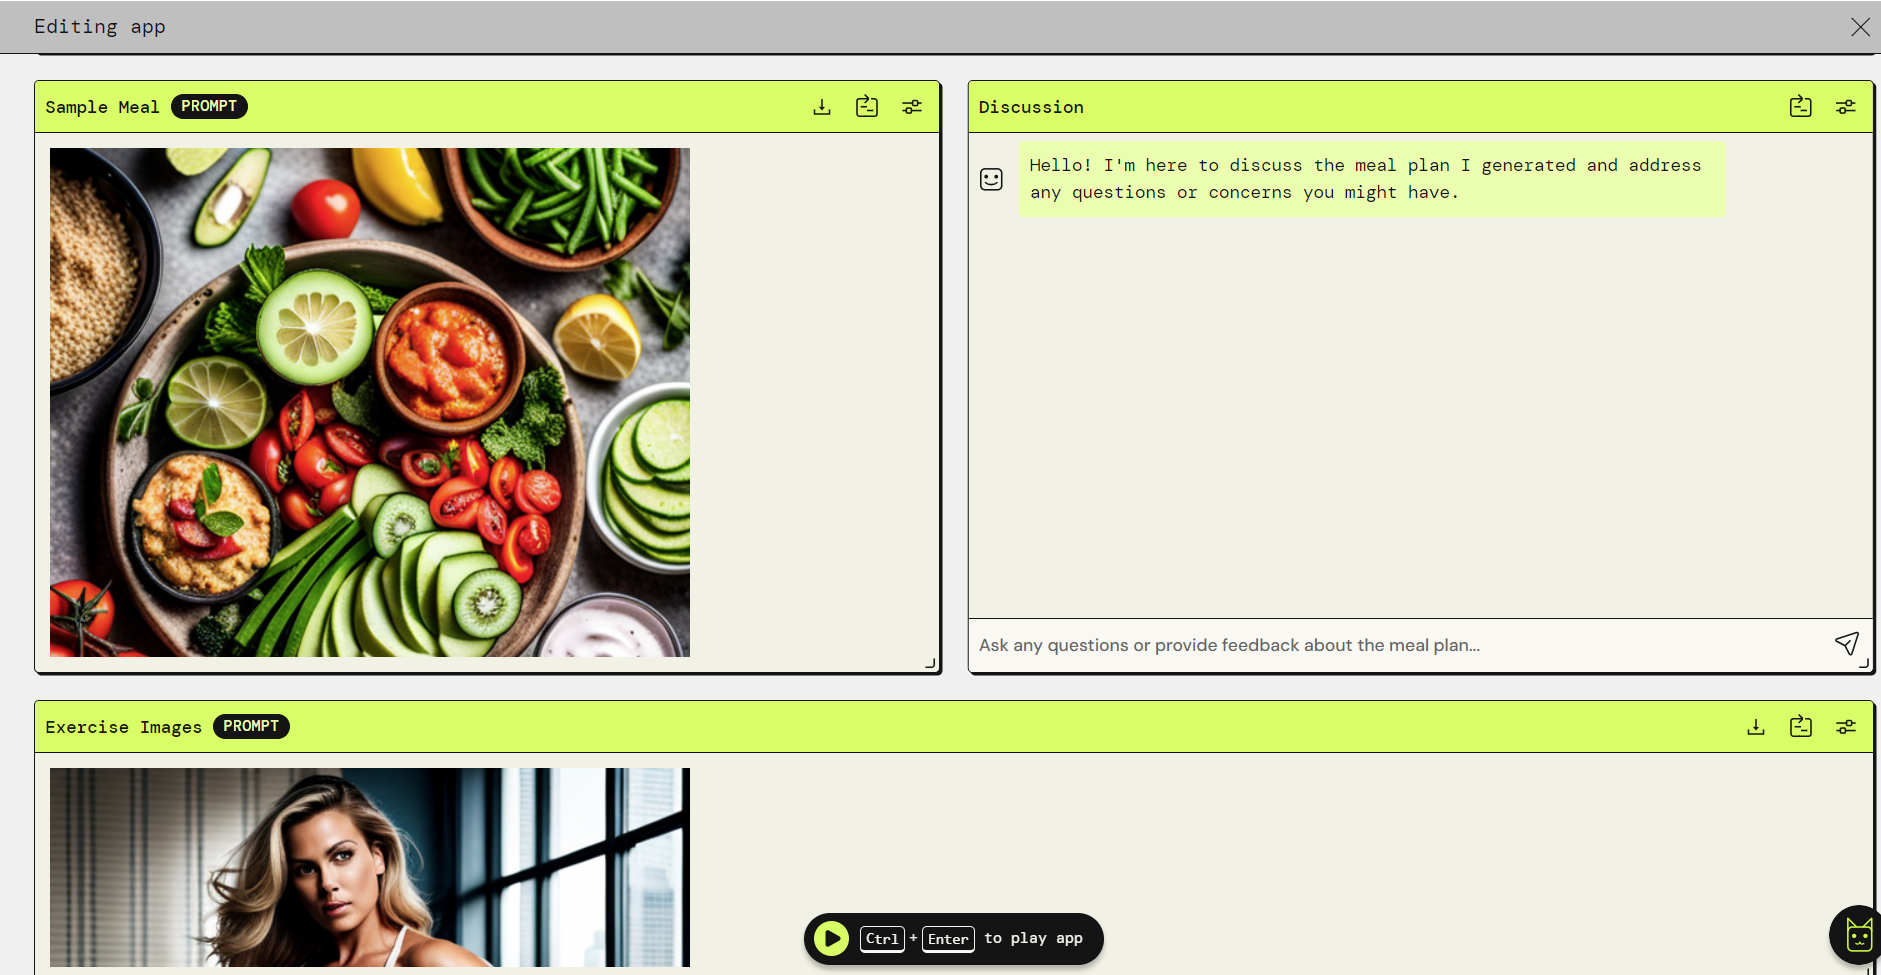 Editing app
Sample Meal PROMPT
Discussion
Hello! I'm here to discuss the meal plan I generated and address
any questions or concerns you might have.
Ask any questions or provide feedback about the meal plan...
Exercise Images PROMPT
Ctrl + Enter to play app